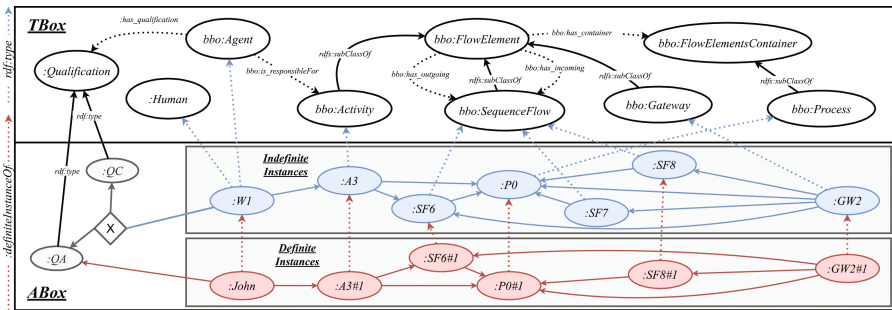 TBox
:has_qualification
bbo:Agent
bbo:FlowElement
bbo:has_container
bbo:FlowElementsContainer
rdf:type
:Qualification
bbo:is_responsibleFor
rdfs:subClassOf
bbo:has_outgoing
rdfs:subClassOf
bbo:has_incoming
rdfs:subClassOf
rdfs:subClassOf
:Human
bbo:Activity
bbo:SequenceFlow
bbo:Gateway
bbo:Process
rdf:type
rdf:type
:definiteInstanceOf
Indefinite
Instances
:QC
:W1
:A3
:SF6
:P0
:SF7
:SF8
:GW2
X
:QA
Definite
Instances
:John
:A3#1
:SF6#1
:P0#1
:SF8#1
:GW2#1
ABox